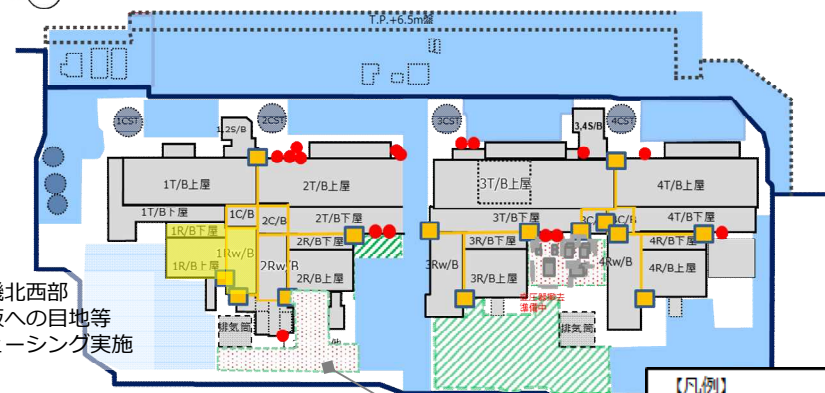 T.P.+6.5m盤
1CST
2CST
3CST
4CST
1,2S/B
3,4S/B
1T/B上屋
2T/B上屋
3T/B上屋
4T/B上屋
1T/B下屋
1C/B
2C/B
2T/B下屋
3T/B下屋
4C/B
4T/B下屋
1R/B下屋
1Rw/B
2Rw/B
2R/B下屋
3Rw/B
3R/B下屋
4Rw/B
4R/B下屋
1R/B上屋
2R/B上屋
3R/B上屋
4R/B上屋
北西部
への目地等
ェーシング実施
排気筒
準備中
排気筒
【凡例】